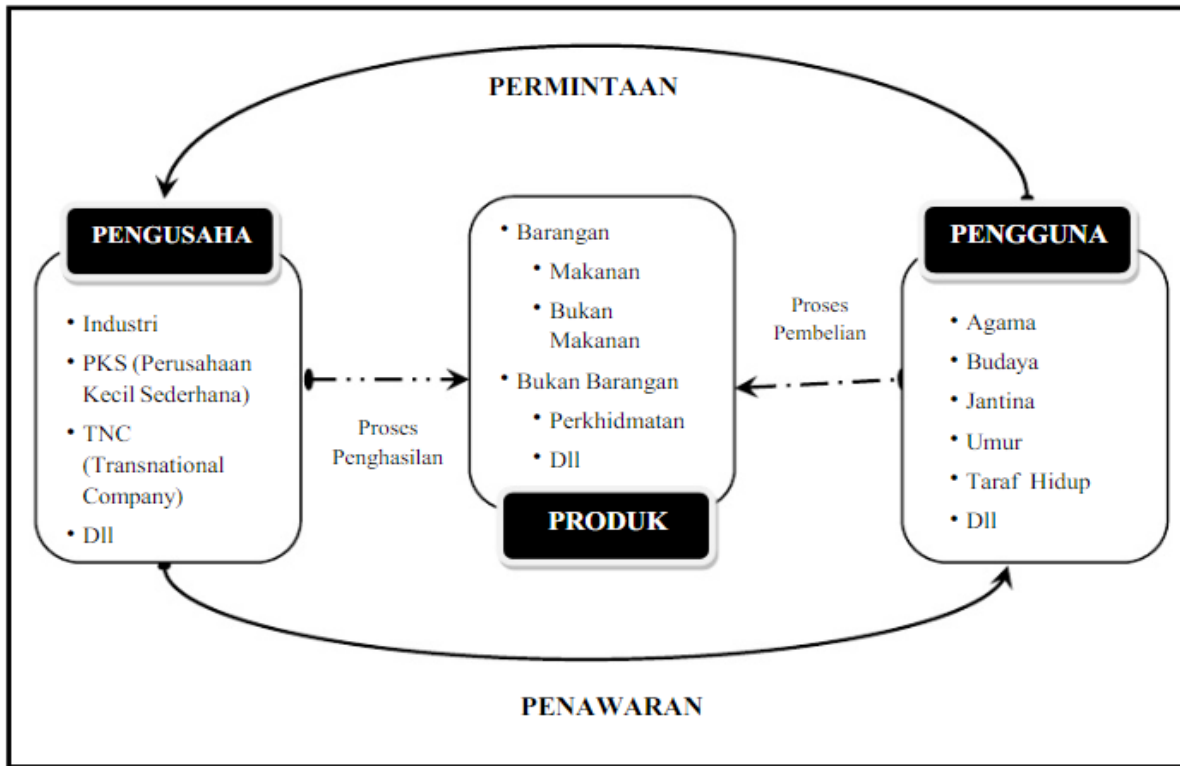 PERMINTAAN
PENGUSAHA
• Industri
• PKS (Perusahaan
Kecil Sederhana)
• TNC
(Transnational
Company)
• Dll
Proses
Penghasilan
• Barangan
• Makanan
• Bukan
Makanan
• Bukan Barangan
• Perkhidmatan
• Dll
PRODUK
Proses
Pembelian
PENGGUNA
• Agama
• Budaya
• Jantina
• Umur
• Taraf Hidup
• Dll
PENAWARAN